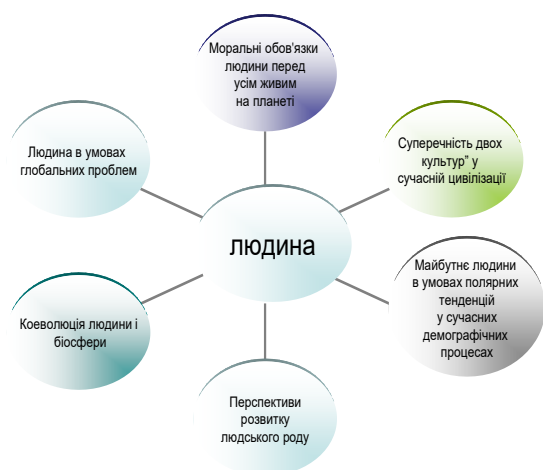 Моральні обов'язки
людини перед
усім живим
на планеті
Людина в умовах
глобальних проблем
Суперечність двох
культур" у
сучасній цивілізації
людина
Майбутнє людини
в умовах полярних
тенденцій
у сучасних
демографічних
процесах
Коеволюція людини і
біосфери
Перспективи
розвитку
людського роду